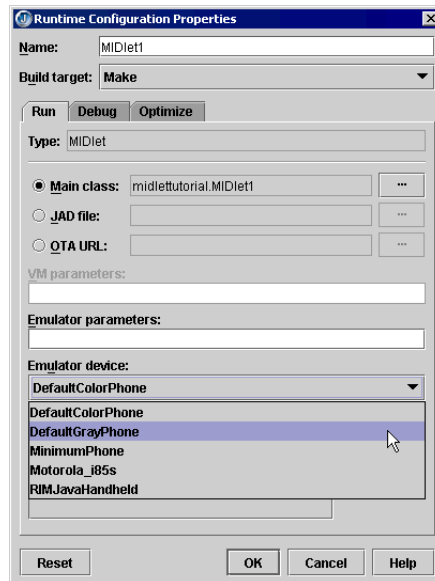 Runtime Configuration Properties
Name: MIDlet1
Build target: Make
Run Debug Optimize
Type: MIDlet
Main class: midlettutorial.MIDlet1 ...
JAD file: ...
OTA URL: ...
VM parameters:
Emulator parameters:
Emulator device:
DefaultColorPhone
DefaultColorPhone
DefaultGrayPhone
MinimumPhone
Motorola_i85s
RIMJavaHandheld
Reset OK Cancel Help